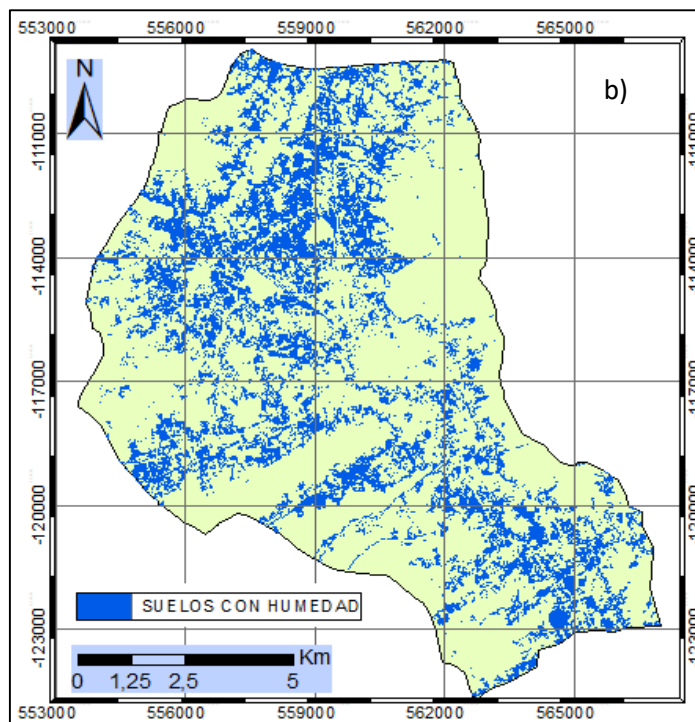 553000 556000 559000 562000 565000
N
b)
-111000 -111000
-114000 -114000
-117000 -117000
-120000 -120000
-123000 -123000
SUELOS CON HUMEDAD
Km
0 1,25 2,5 5
553000 556000 559000 562000 565000